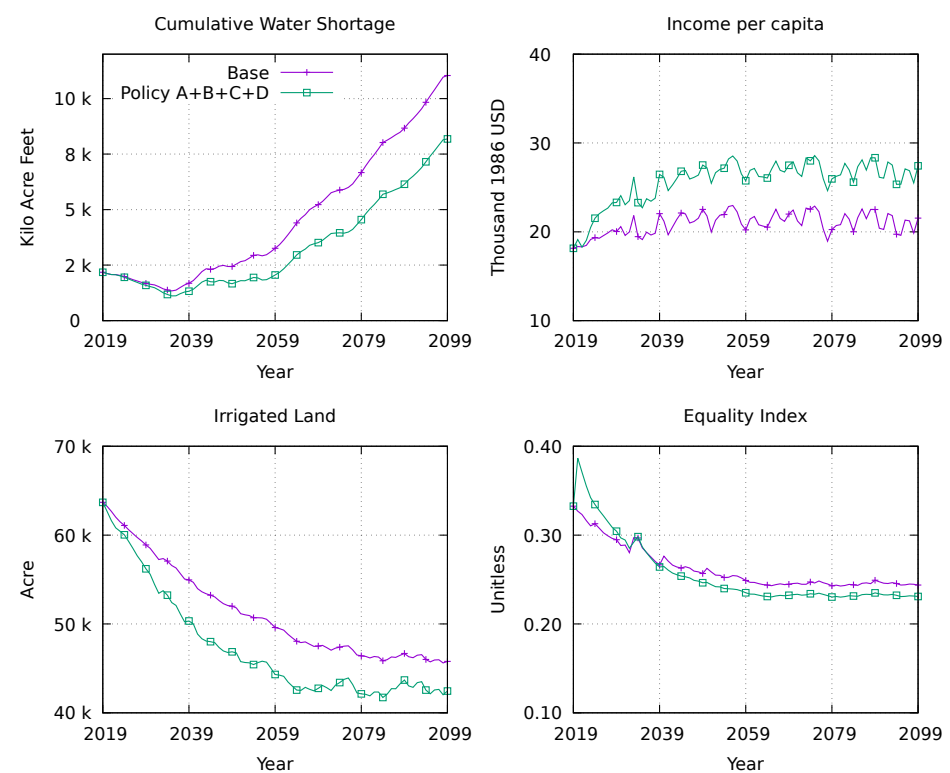 Cumulative Water Shortage
Kilo Acre Feet
10 k
8 k
5 k
2 k
0
Base
Policy A+B+C+D
2019 2039 2059 2079 2099
Year
Income per capita
Thousand 1986 USD
40
30
20
10
2019 2039 2059 2079 2099
Year
Irrigated Land
Acre
70 k
60 k
50 k
40 k
2019 2039 2059 2079 2099
Year
Equality Index
Unitless
0.40
0.30
0.20
0.10
2019 2039 2059 2079 2099
Year